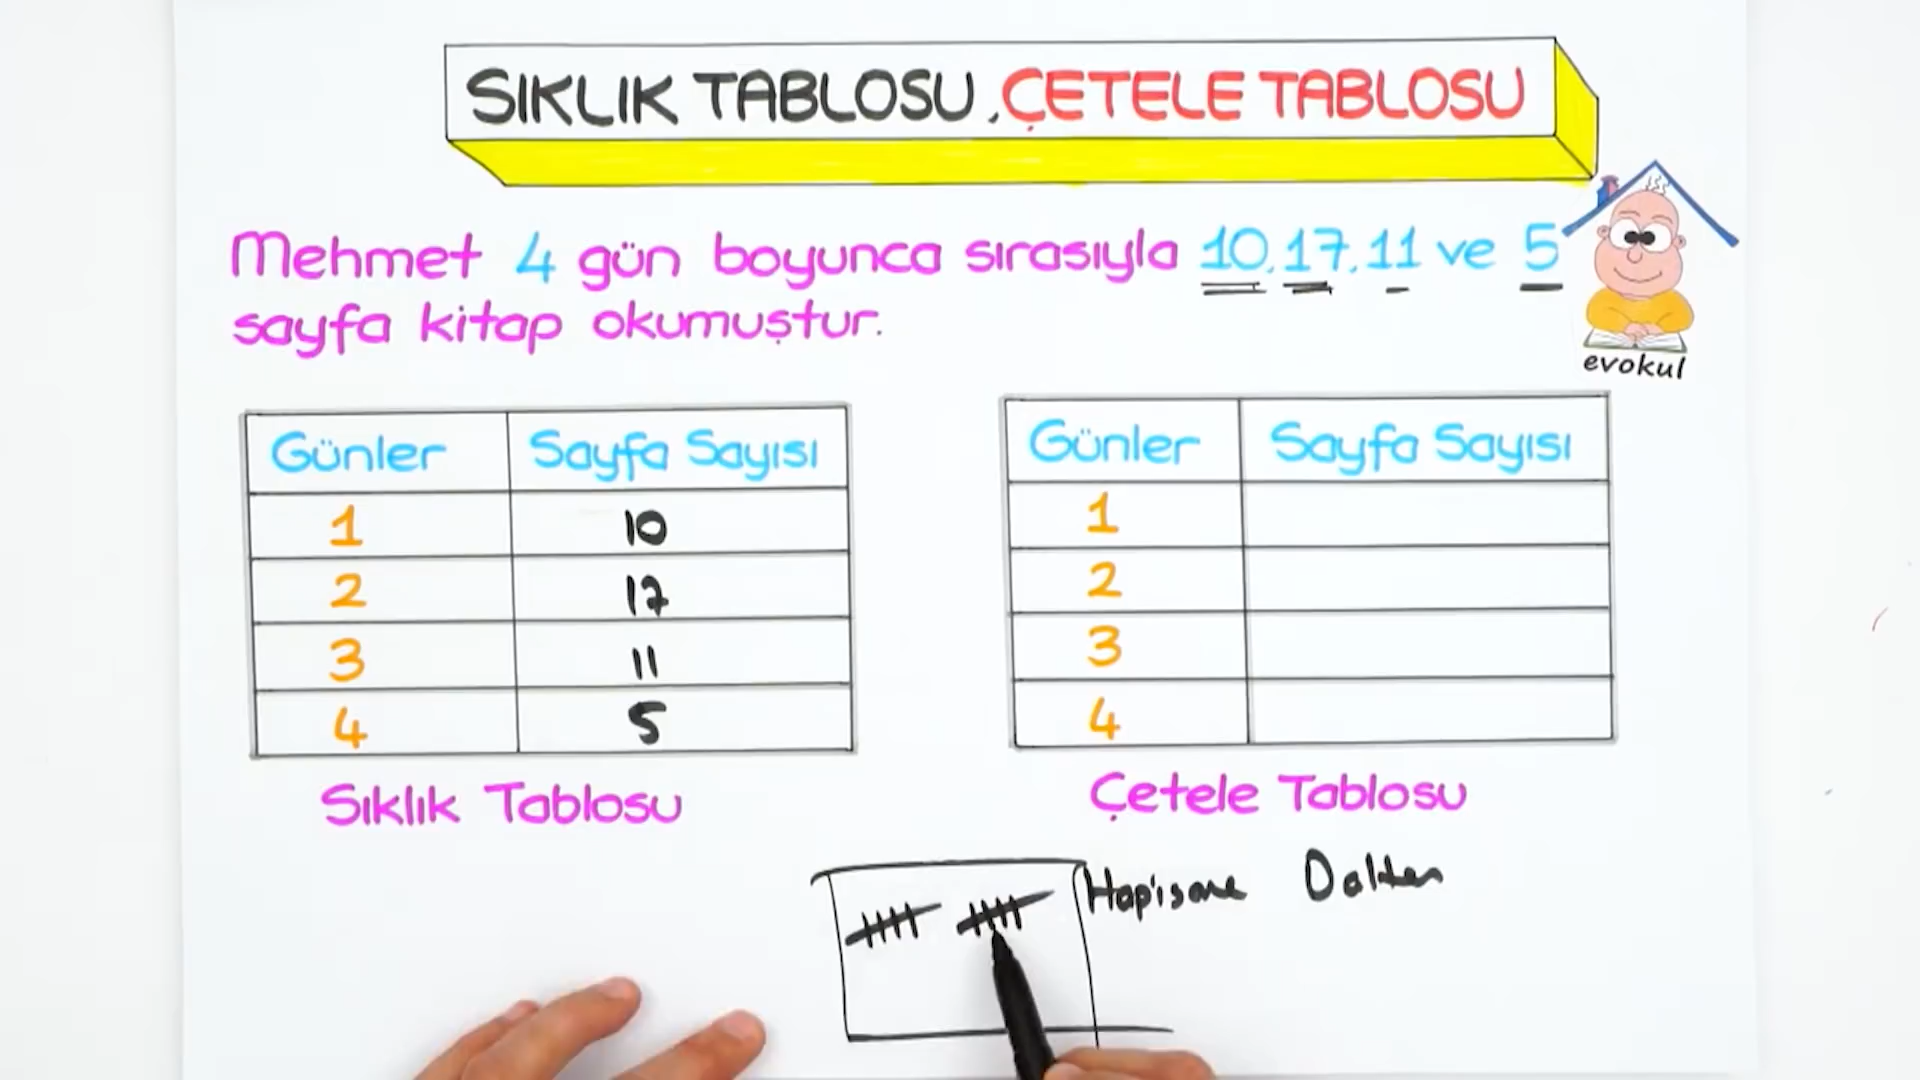 SIKLIK TABLOSU, ÇETELE TABLOSU
Mehmet 4 gün boyunca sırasıyla 10, 17, 11 ve 5
sayfa kitap okumuştur.
evokul
Günler Sayfa Sayısı
1 10
2 17
3 11
4 5
Sıklık Tablosu
Günler Sayfa Sayısı
1
2
3
4
Çetele Tablosu